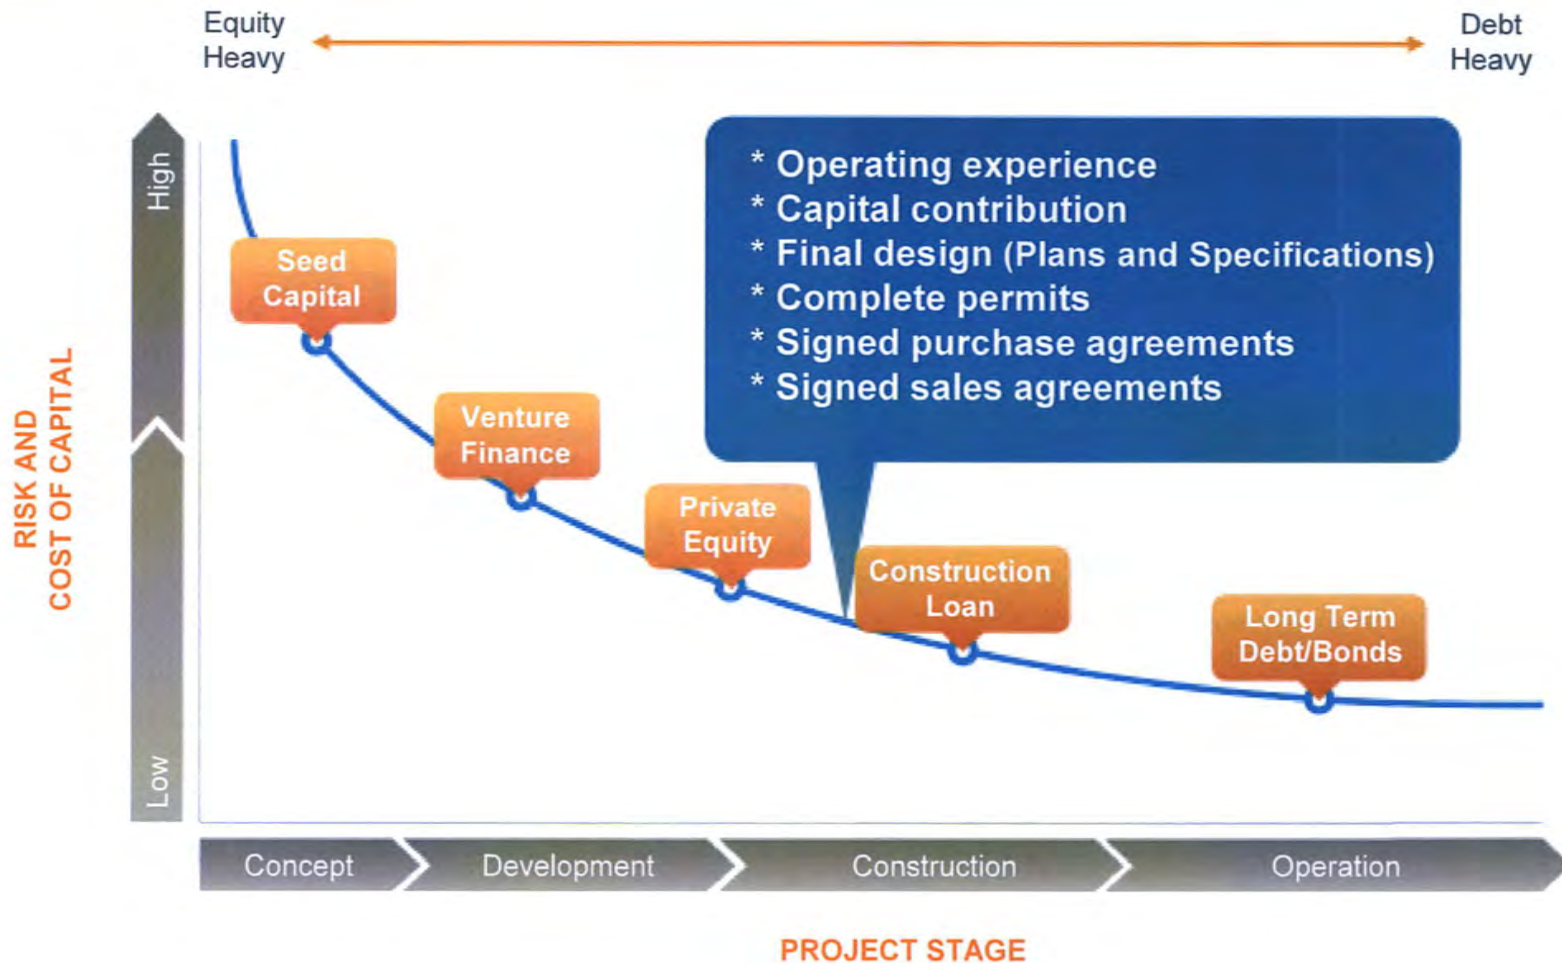 Equity
Heavy
Debt
Heavy
RISK AND
COST OF CAPITAL
High
Low
* Operating experience
* Capital contribution
* Final design (Plans and Specifications)
* Complete permits
* Signed purchase agreements
* Signed sales agreements
Seed
Capital
Venture
Finance
Private
Equity
Construction
Loan
Long Term
Debt/Bonds
Concept
Development
Construction
Operation
PROJECT STAGE